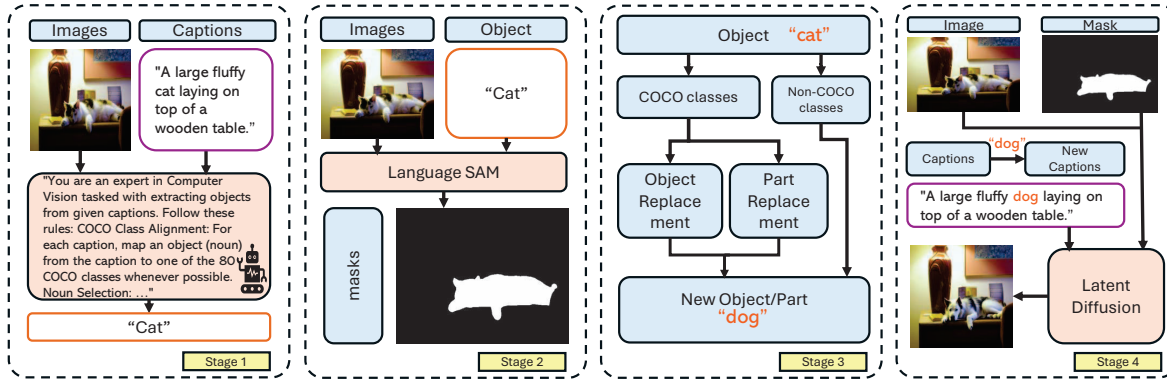 Images
Captions
"A large fluffy
cat laying on
top of a
wooden table."
"You are an expert in Computer
Vision tasked with extracting objects
from given captions. Follow these
rules: COCO Class Alignment: For
each caption, map an object (noun)
from the caption to one of the 80
COCO classes whenever possible.
Noun Selection: ..."
“Cat”
Stage 1
Images
Object
“Cat”
Language SAM
masks
Stage 2
Object “cat”
COCO classes
Non-COCO
classes
Object
Replace
ment
Part
Replace
ment
New Object/Part
“dog”
Stage 3
Image
Mask
“dog”
Captions
New
Captions
"A large fluffy dog laying on
top of a wooden table.”
Latent
Diffusion
Stage 4